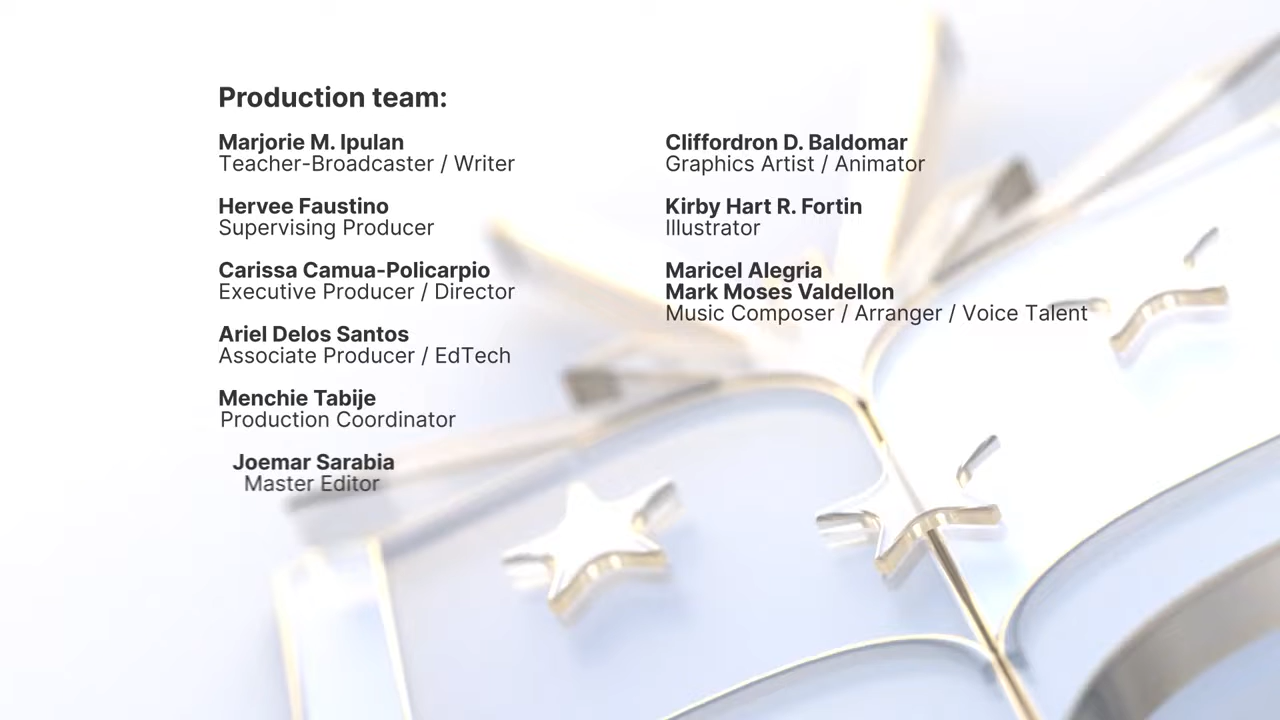 Production team:
Marjorie M. Ipulan
Teacher-Broadcaster / Writer
Hervee Faustino
Supervising Producer
Carissa Camua-Policarpio
Executive Producer / Director
Ariel Delos Santos
Associate Producer / EdTech
Menchie Tabije
Production Coordinator
Joemar Sarabia
Master Editor
Cliffordron D. Baldomar
Graphics Artist / Animator
Kirby Hart R. Fortin
Illustrator
Maricel Alegria
Mark Moses Valdellon
Music Composer / Arranger / Voice Talent